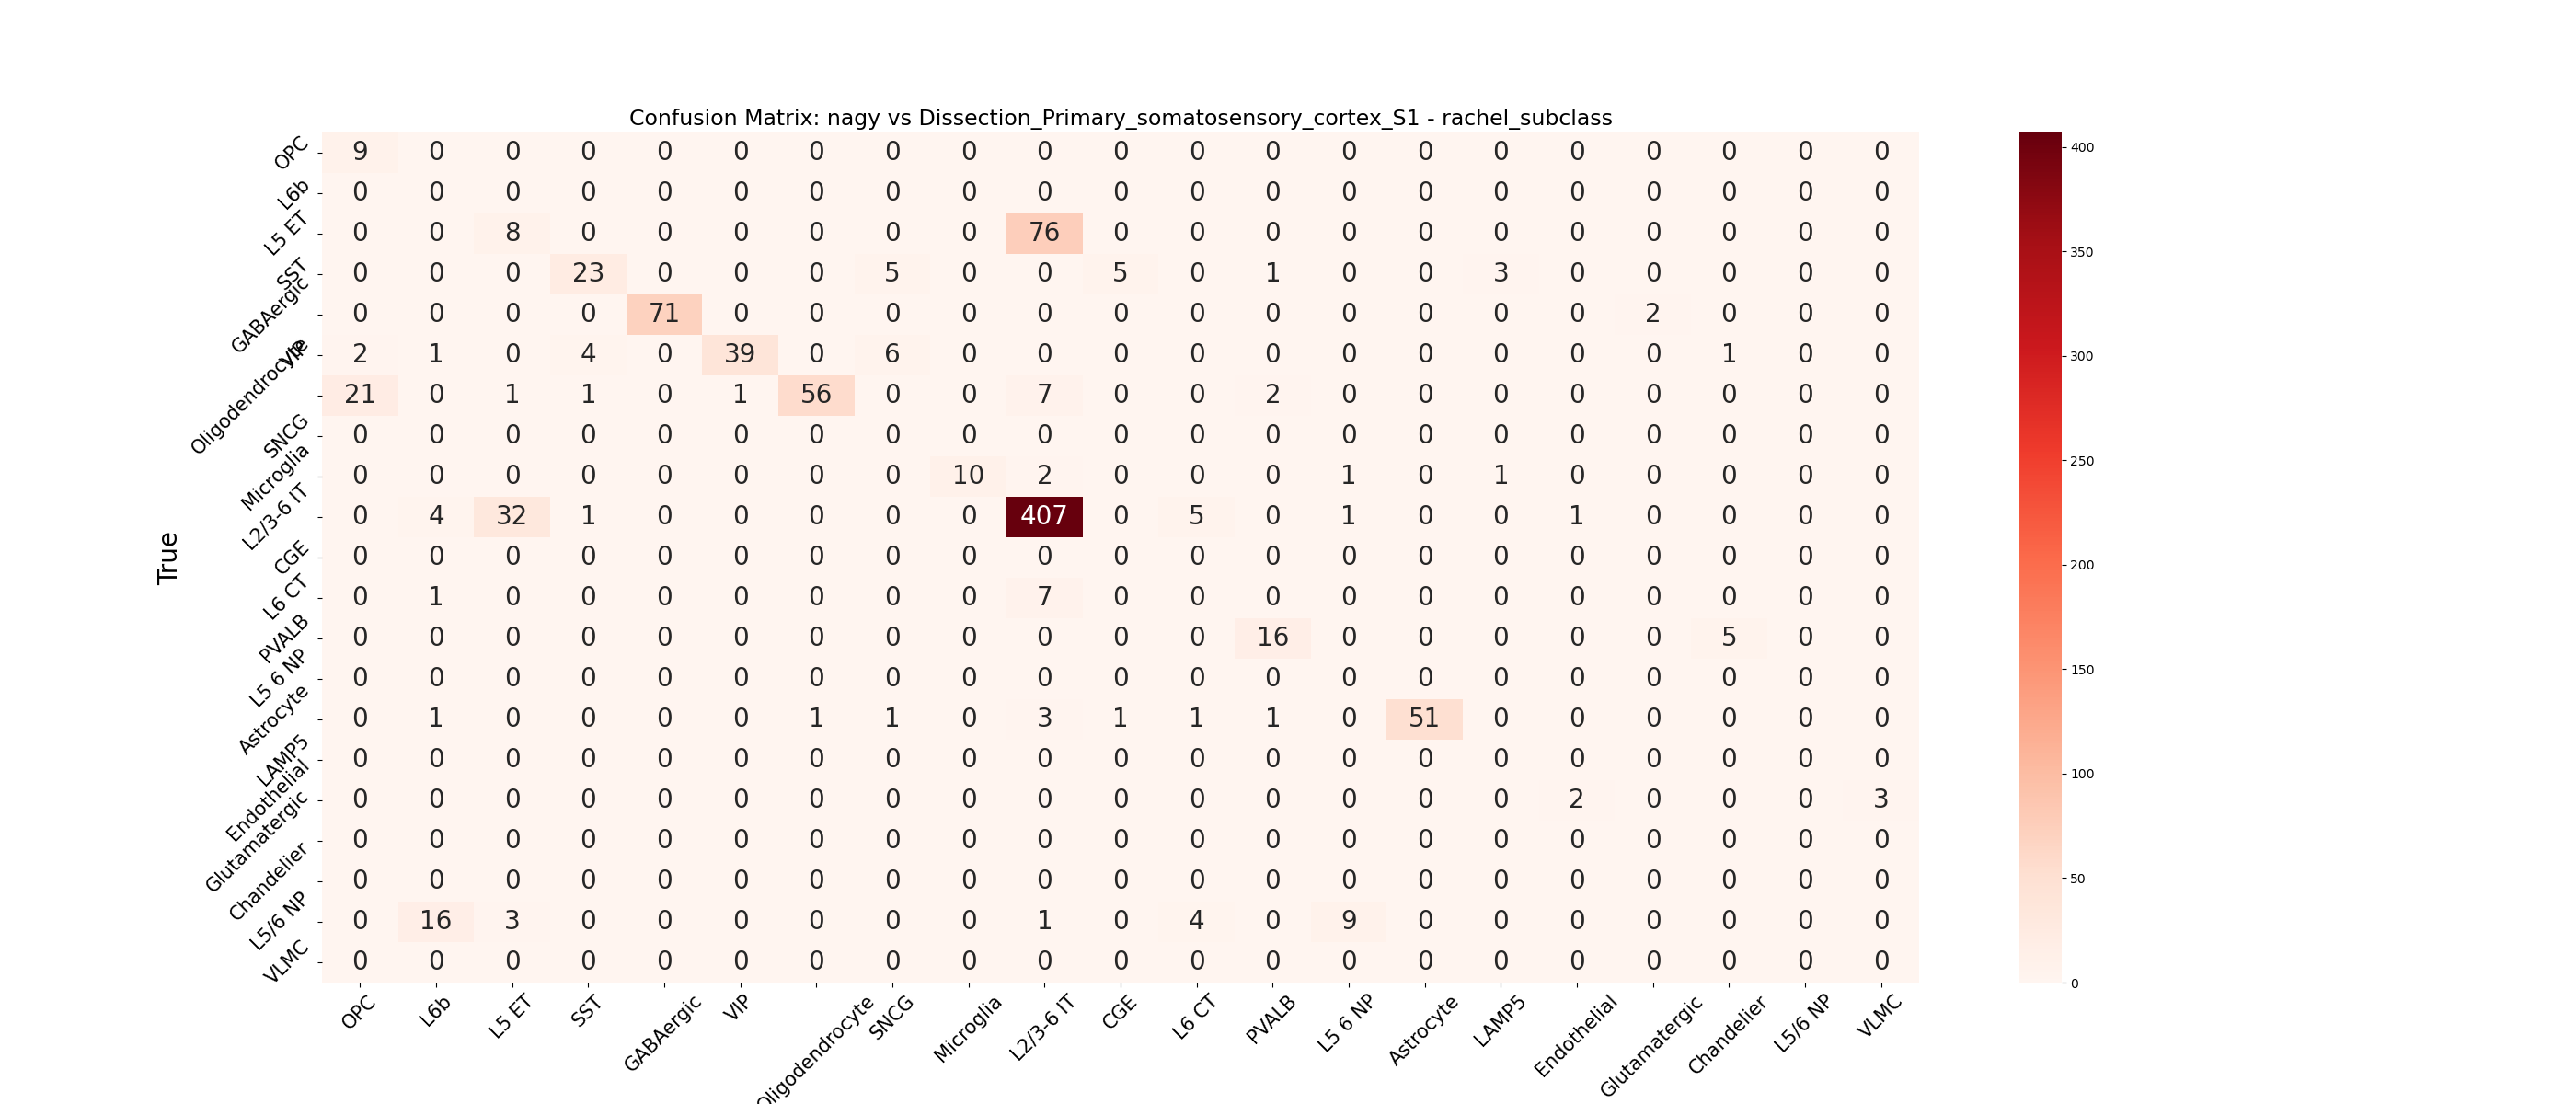 Confusion Matrix: nagy vs Dissection_Primary_somatosensory_cortex_S1 - rachel_subclass
True
OPC 9 0 0 0 0 0 0 0 0 0 0 0 0 0 0 0 0 0 0 0 0
L6b 0 0 0 0 0 0 0 0 0 0 0 0 0 0 0 0 0 0 0 0 0
L5 ET 0 0 8 0 0 0 0 0 0 76 0 0 0 0 0 0 0 0 0 0 0
SST 0 0 0 23 0 0 0 5 0 0 5 0 1 0 0 3 0 0 0 0 0
GABAergic 0 0 0 0 71 0 0 0 0 0 0 0 0 0 0 0 0 2 0 0 0
VIP 2 1 0 4 0 39 0 6 0 0 0 0 0 0 0 0 0 0 1 0 0
Oligodendrocyte 21 0 1 1 0 1 56 0 0 7 0 0 2 0 0 0 0 0 0 0 0
SNCG 0 0 0 0 0 0 0 0 0 0 0 0 0 0 0 0 0 0 0 0 0
Microglia 0 0 0 0 0 0 0 0 10 2 0 0 0 1 0 1 0 0 0 0 0
L2/3-6 IT 0 4 32 1 0 0 0 0 0 407 0 5 0 1 0 0 1 0 0 0 0
CGE 0 0 0 0 0 0 0 0 0 0 0 0 0 0 0 0 0 0 0 0 0
L6 CT 0 1 0 0 0 0 0 0 0 7 0 0 0 0 0 0 0 0 0 0 0
PVALB 0 0 0 0 0 0 0 0 0 0 0 0 16 0 0 0 0 0 5 0 0
L5 6 NP 0 0 0 0 0 0 0 0 0 0 0 0 0 0 0 0 0 0 0 0 0
Astrocyte 0 1 0 0 0 0 1 1 0 3 1 1 1 0 51 0 0 0 0 0 0
LAMP5 0 0 0 0 0 0 0 0 0 0 0 0 0 0 0 0 0 0 0 0 0
Endothelial 0 0 0 0 0 0 0 0 0 0 0 0 0 0 0 0 2 0 0 0 3
Glutamatergic 0 0 0 0 0 0 0 0 0 0 0 0 0 0 0 0 0 0 0 0 0
Chandelier 0 0 0 0 0 0 0 0 0 0 0 0 0 0 0 0 0 0 0 0 0
L5/6 NP 0 16 3 0 0 0 0 0 0 1 0 4 0 9 0 0 0 0 0 0 0
VLMC 0 0 0 0 0 0 0 0 0 0 0 0 0 0 0 0 0 0 0 0 0
OPC L6b L5 ET SST GABAergic VIP Oligodendrocyte SNCG Microglia L2/3-6 IT CGE L6 CT PVALB L5 6 NP Astrocyte LAMP5 Endothelial Glutamatergic Chandelier L5/6 NP VLMC
400
350
300
250
200
150
100
50
0